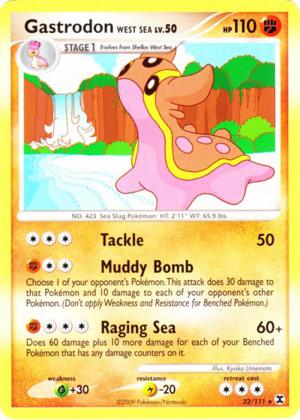 Gastrodon WEST SEA LV.50 HP 110
STAGE 1 Evolves from Shellos West Sea
NO. 423 Sea Slug Pokémon HT: 2'11" WT: 65.9 lbs.
Tackle 50
Muddy Bomb
Choose 1 of your opponent's Pokémon. This attack does 30 damage to
that Pokémon and 10 damage to each of your opponent's other
Pokémon. (Don't apply Weakness and Resistance for Benched Pokémon.)
Raging Sea 60+
Does 60 damage plus 10 more damage for each of your Benched
Pokémon that has any damage counters on it.
Illus. Kyoko Umemoto
weakness resistance retreat cost
+30 -20
©2009 Pokémon/Nintendo 22/111